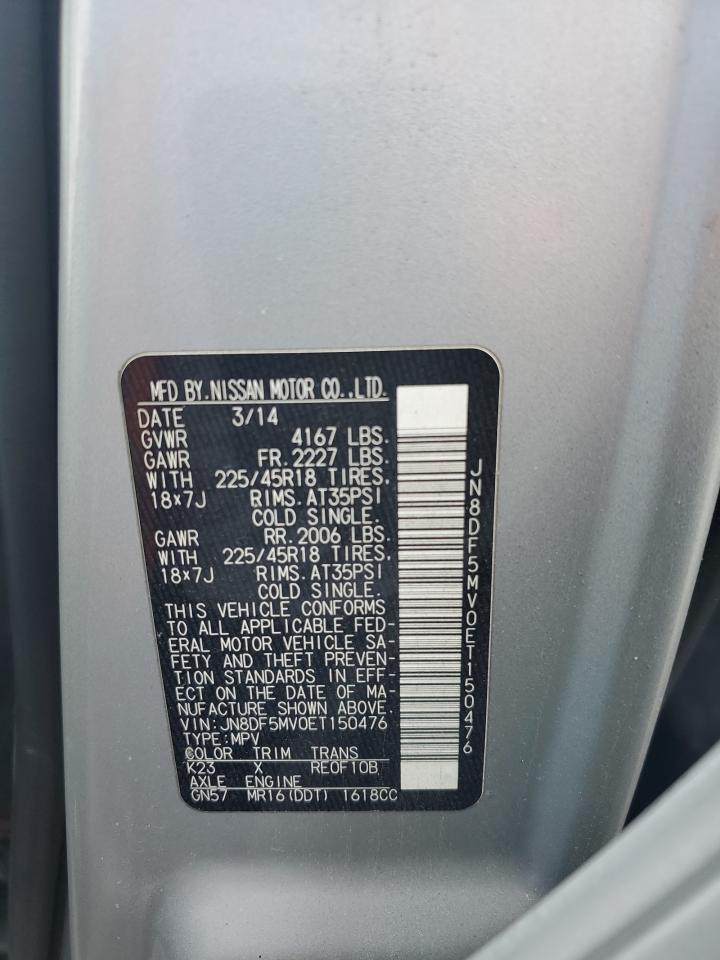 MFD BY.NISSAN MOTOR CO.,LTD.
DATE 3/14
GVWR 4167 LBS.
GAWR FR. 2227 LBS.
WITH 225/45R18 TIRES.
18x7J RIMS. AT35PSI
COLD SINGLE.
GAWR RR. 2006 LBS.
WITH 225/45R18 TIRES.
18x7J RIMS. AT35PSI
COLD SINGLE.
THIS VEHICLE CONFORMS
TO ALL APPLICABLE FED-
ERAL MOTOR VEHICLE SA-
FETY AND THEFT PREVEN-
TION STANDARDS IN EFF-
ECT ON THE DATE OF MA-
NUFACTURE SHOWN ABOVE.
VIN: JN8DF5MV0ET150476
TYPE: MPV
COLOR TRIM TRANS
K23 X RE0F10B
AXLE ENGINE
GN57 MR16(DDT) 1618CC
JN8DF5MV0ET150476